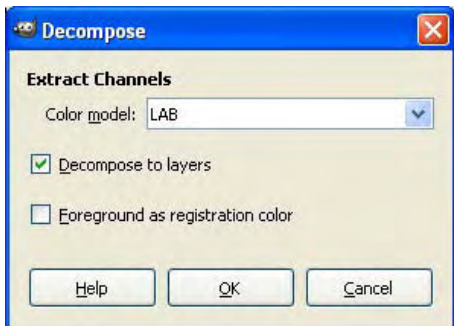 Decompose
Extract Channels
Color model: LAB
Decompose to layers
Foreground as registration color
Help OK Cancel